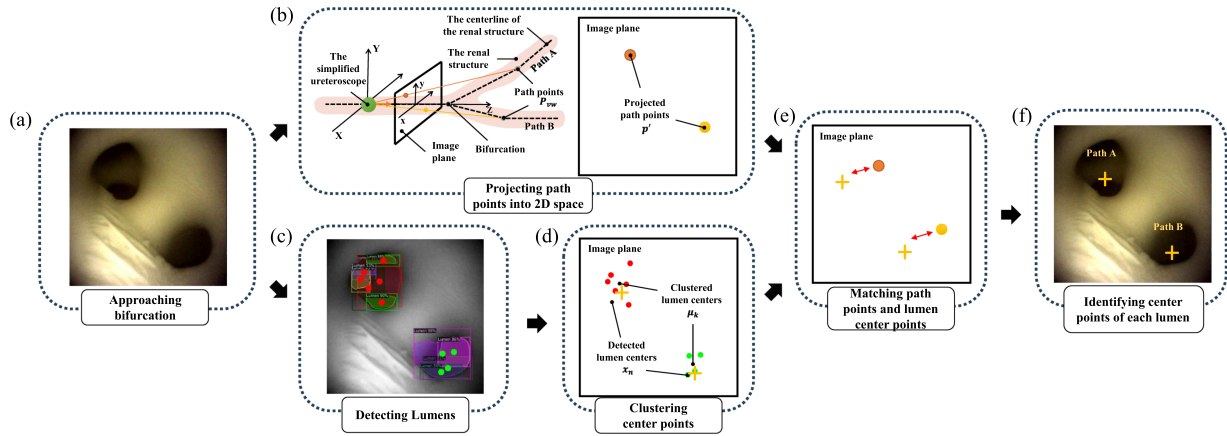 (a)
Approaching
bifurcation
(b)
The
simplified
ureteroscope
Y
X
Z
x
y
The centerline of
the renal structure
The renal
structure
Path A
Path points
P_vw
Path B
Image
plane
Bifurcation
Image plane
Projected
path points
p'
Projecting path
points into 2D space
(c)
Detecting Lumens
(d)
Image plane
Clustered
lumen centers
μ_k
Detected
lumen centers
x_n
Clustering
center points
(e)
Image plane
Matching path
points and lumen
center points
(f)
Path A
Path B
Identifying center
points of each lumen